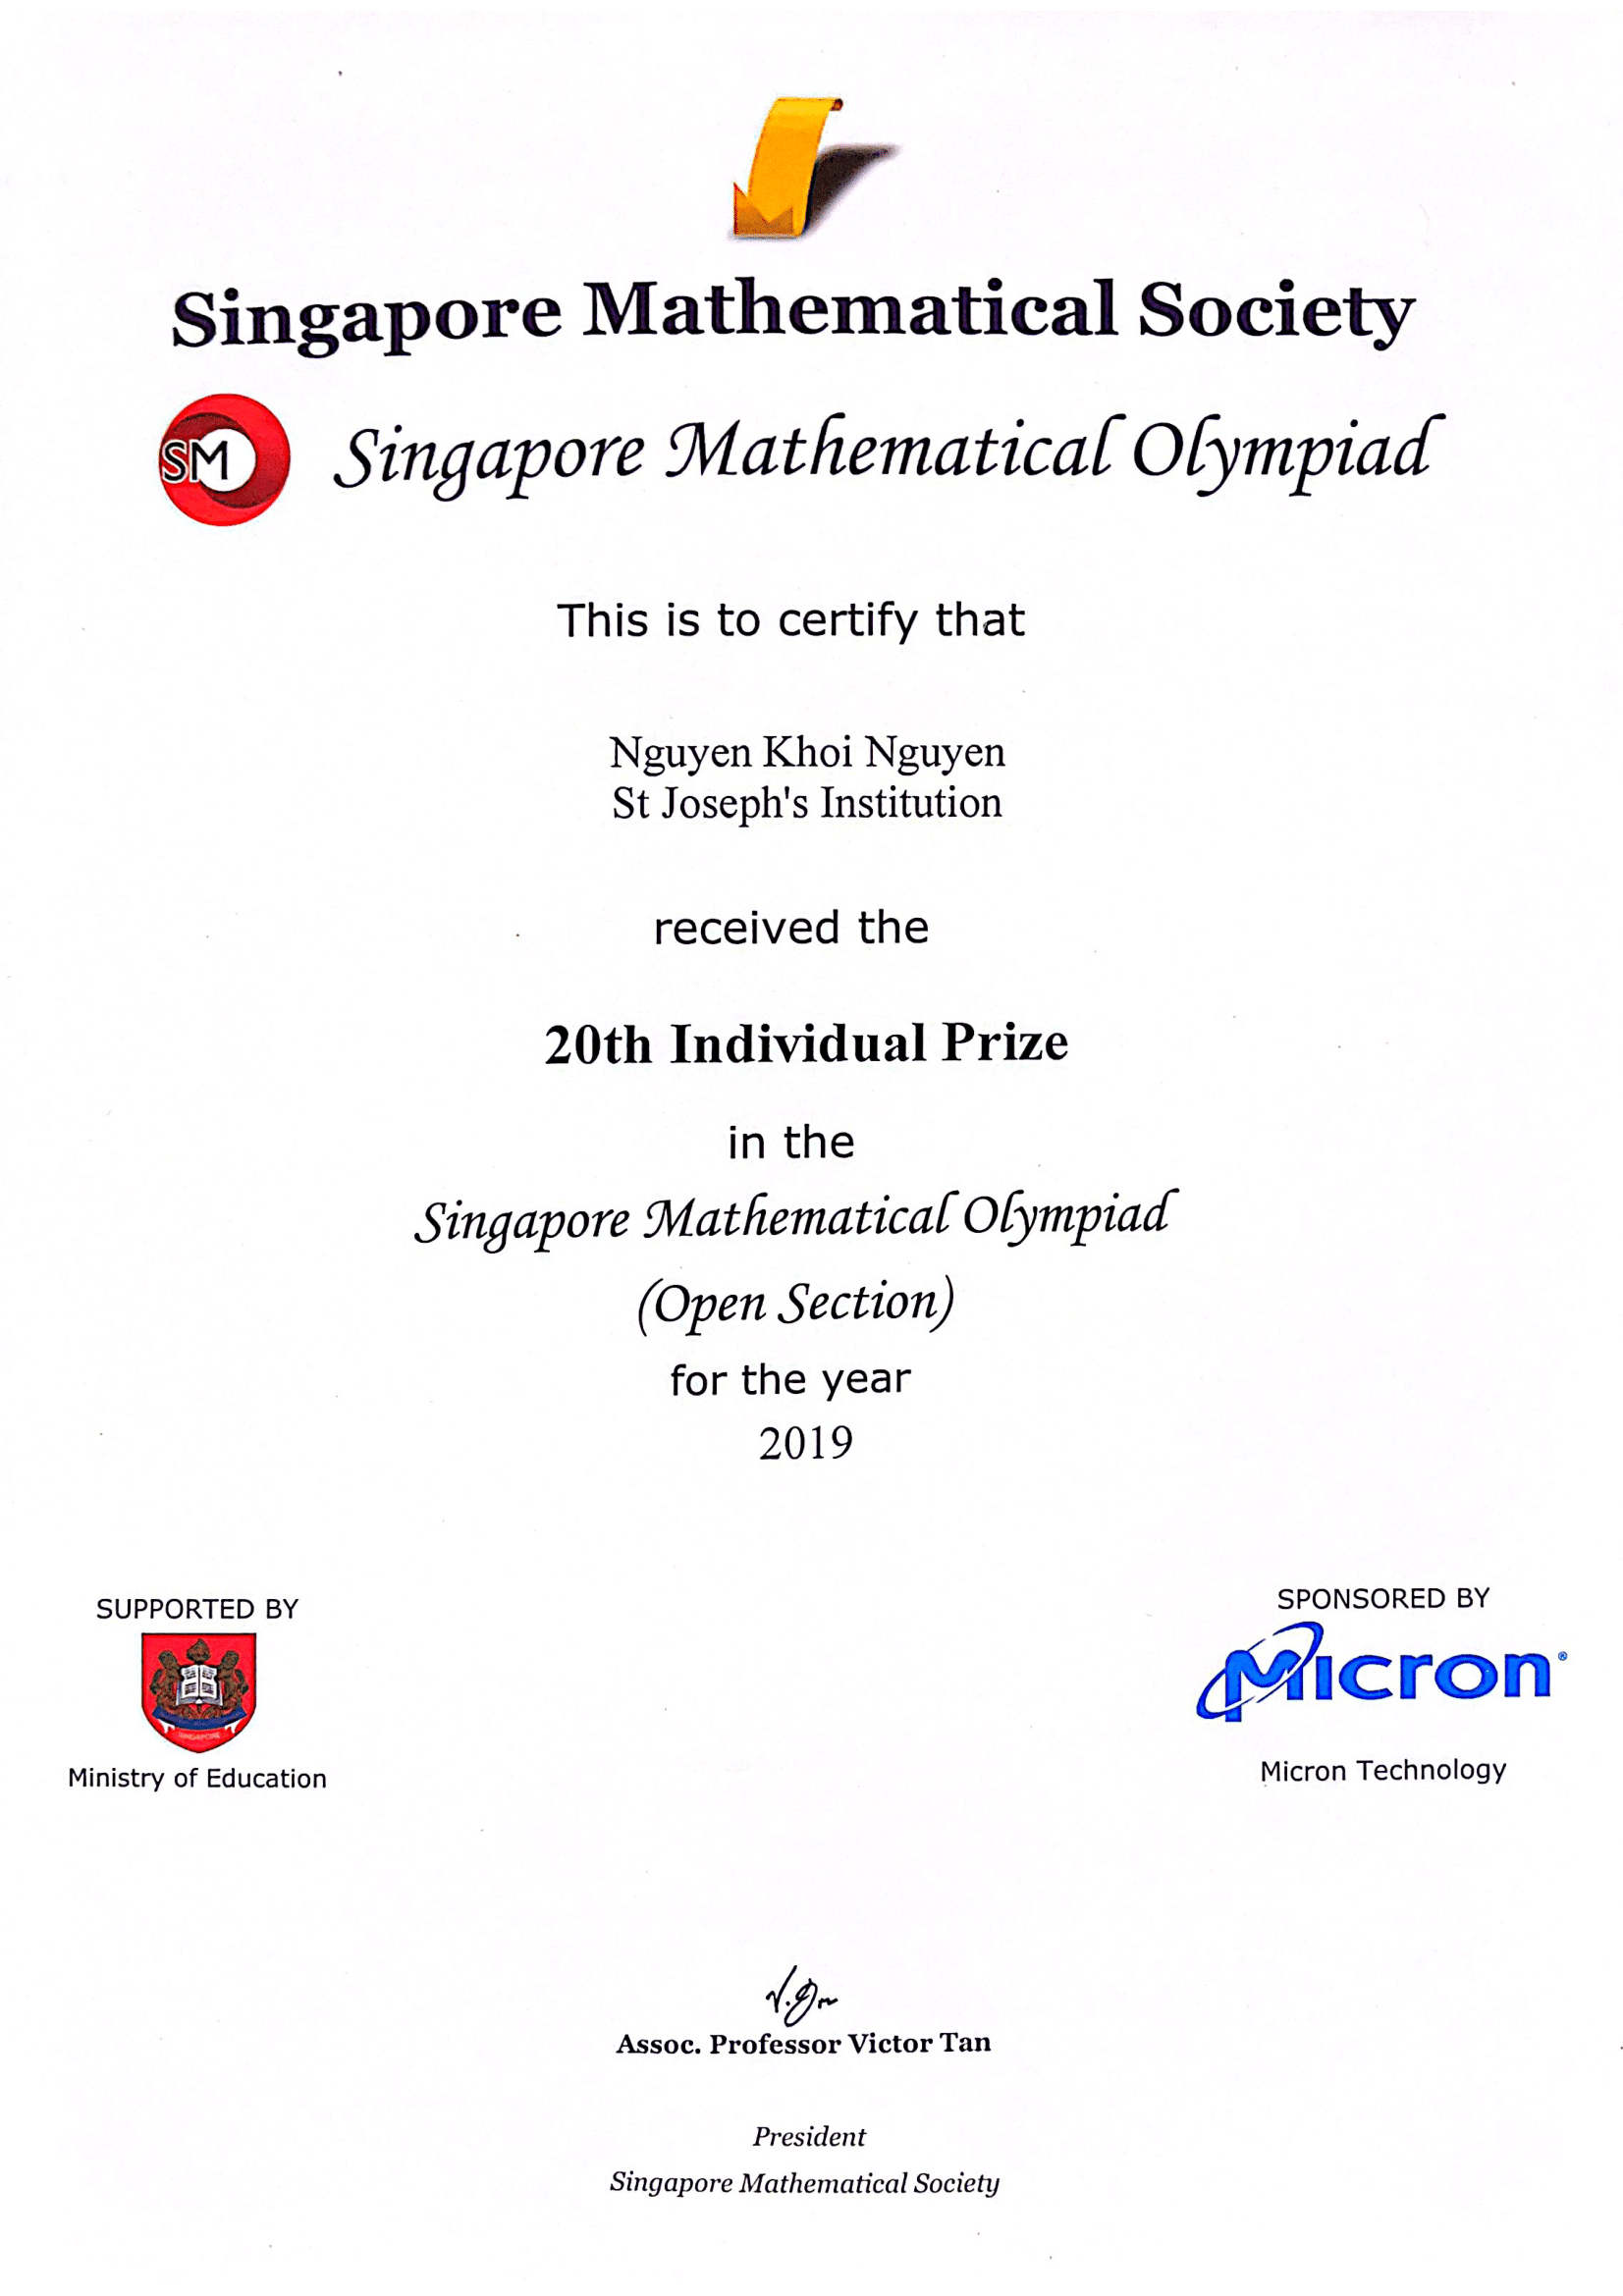 Singapore Mathematical Society
SM
Singapore Mathematical Olympiad
This is to certify that
Nguyen Khoi Nguyen
St Joseph's Institution
received the
20th Individual Prize
in the
Singapore Mathematical Olympiad
(Open Section)
for the year
2019
SUPPORTED BY
SINGAPORE
Ministry of Education
SPONSORED BY
Micron®
Micron Technology
Assoc. Professor Victor Tan
President
Singapore Mathematical Society